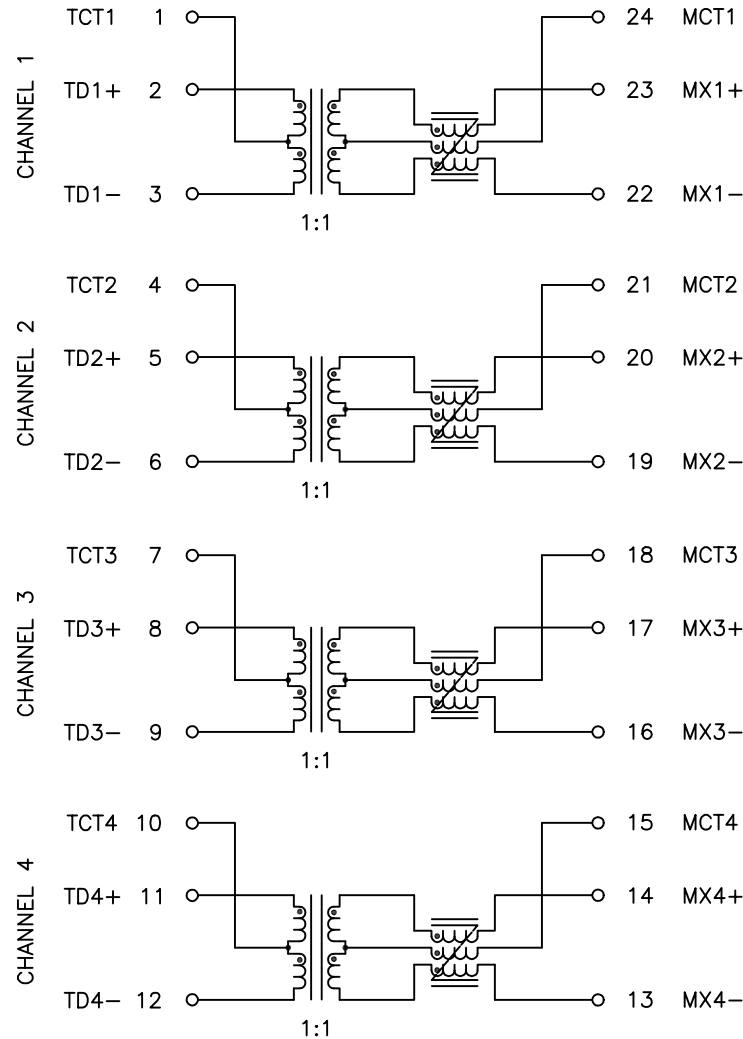 CHANNEL 1
TCT1 1 24 MCT1
TD1+ 2 23 MX1+
TD1− 3 22 MX1−
1:1
CHANNEL 2
TCT2 4 21 MCT2
TD2+ 5 20 MX2+
TD2− 6 19 MX2−
1:1
CHANNEL 3
TCT3 7 18 MCT3
TD3+ 8 17 MX3+
TD3− 9 16 MX3−
1:1
CHANNEL 4
TCT4 10 15 MCT4
TD4+ 11 14 MX4+
TD4− 12 13 MX4−
1:1